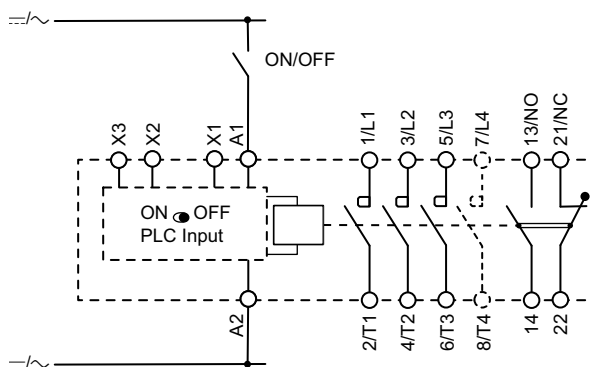 ON/OFF
X3
X2
X1
A1
1/L1
3/L2
5/L3
7/L4
13/NO
21/NC
ON OFF
PLC Input
A2
2/T1
4/T2
6/T3
8/T4
14
22